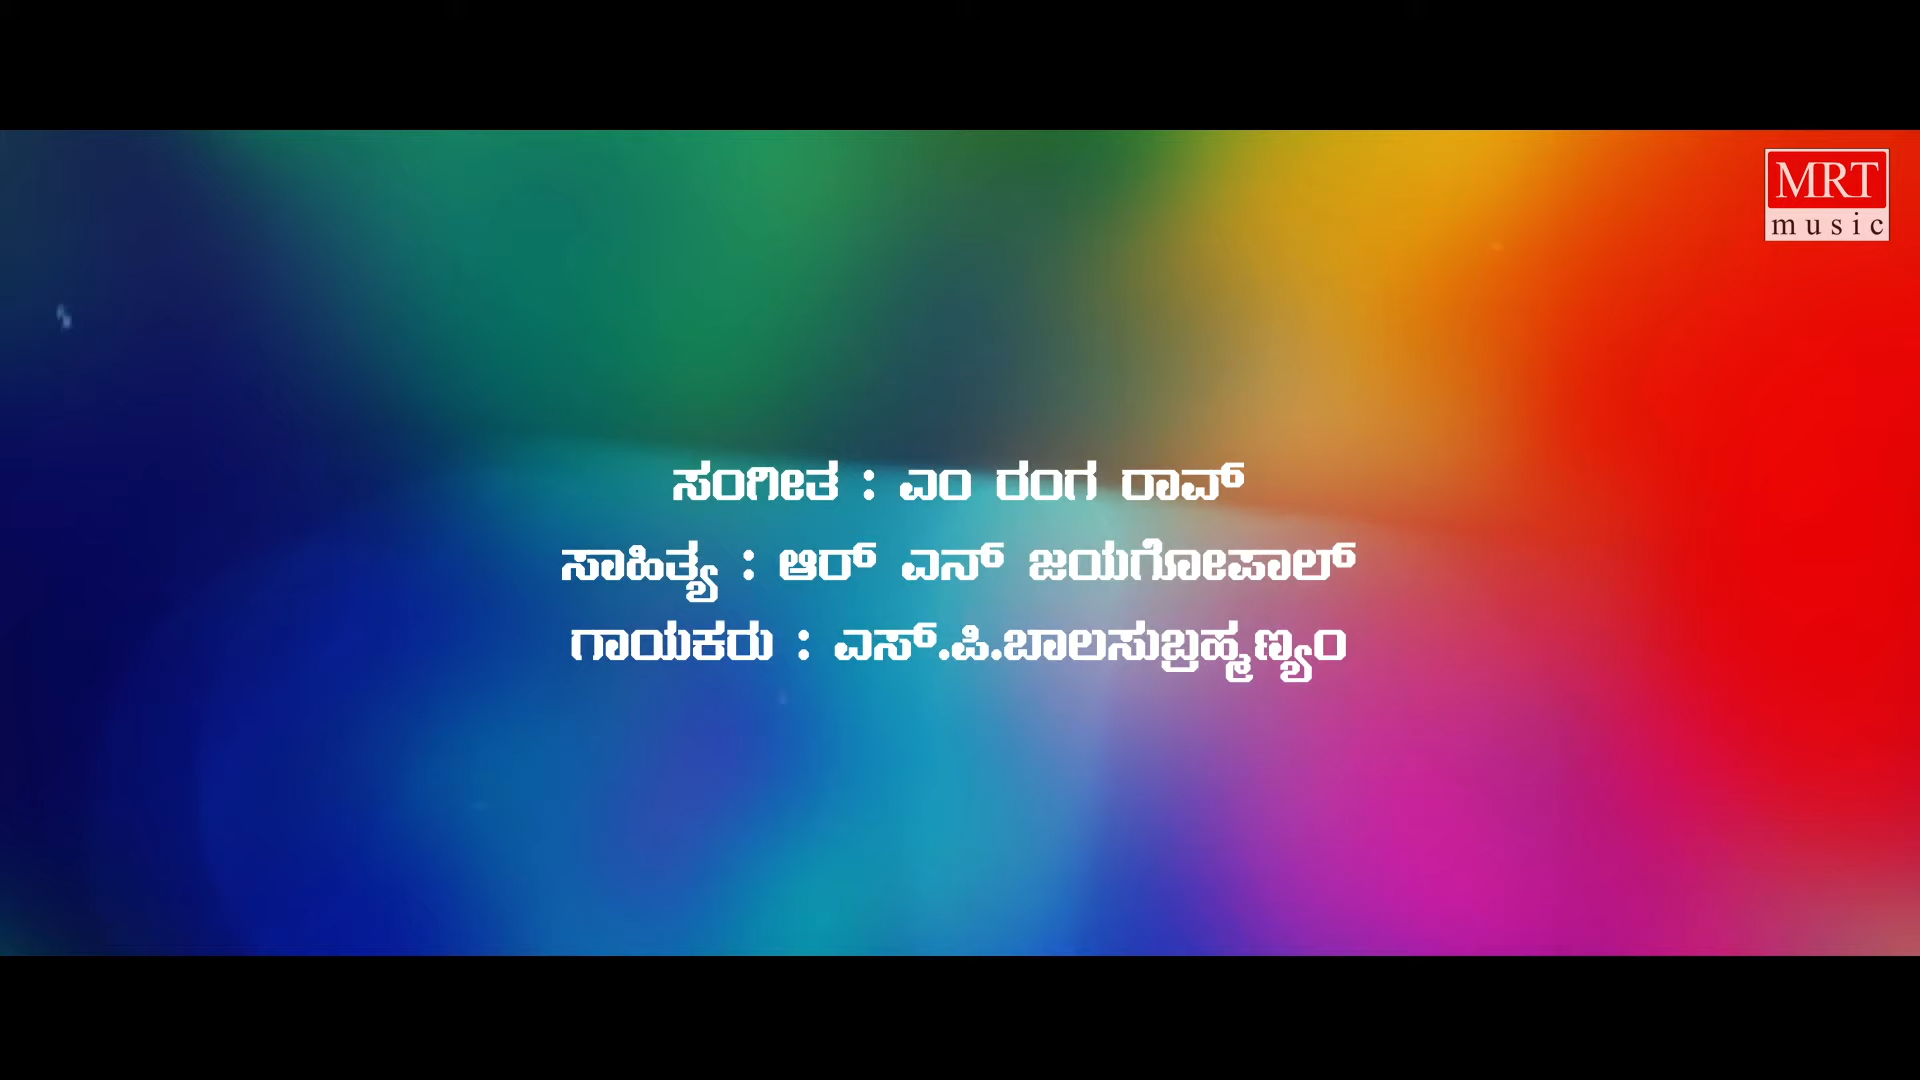 MRT
music
ಸಂಗೀತ : ಎಂ ರಂಗ ರಾವ್
ಸಾಹಿತ್ಯ : ಆರ್ ಎನ್ ಜಯಗೋಪಾಲ್
ಗಾಯಕರು : ಎಸ್.ಪಿ.ಬಾಲಸುಬ್ರಹ್ಮಣ್ಯಂ